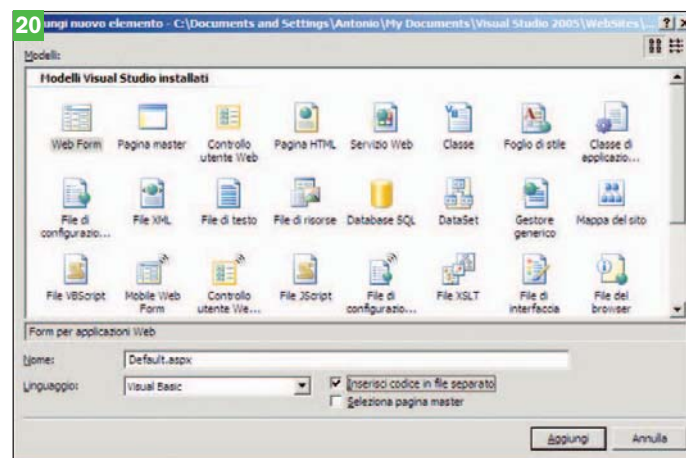 20
ungi nuovo elemento - C:\Documents and Settings\Antonio\My Documents\Visual Studio 2005\WebSites\...
Modelli:
Modelli Visual Studio installati
Web Form
Pagina master
Controllo utente Web
Pagina HTML
Servizio Web
Classe
Foglio di stile
Classe di applicazio...
File di configurazio...
File XML
File di testo
File di risorse
Database SQL
DataSet
Gestore generico
Mappa del sito
File VBScript
Mobile Web Form
Controllo utente We...
File JScript
File di configurazio...
File XSLT
File di interfaccia
File del browser
Form per applicazioni Web
Nome:
Default.aspx
Linguaggio:
Visual Basic
Inserisci codice in file separato
Seleziona pagina master
Aggiungi
Annulla